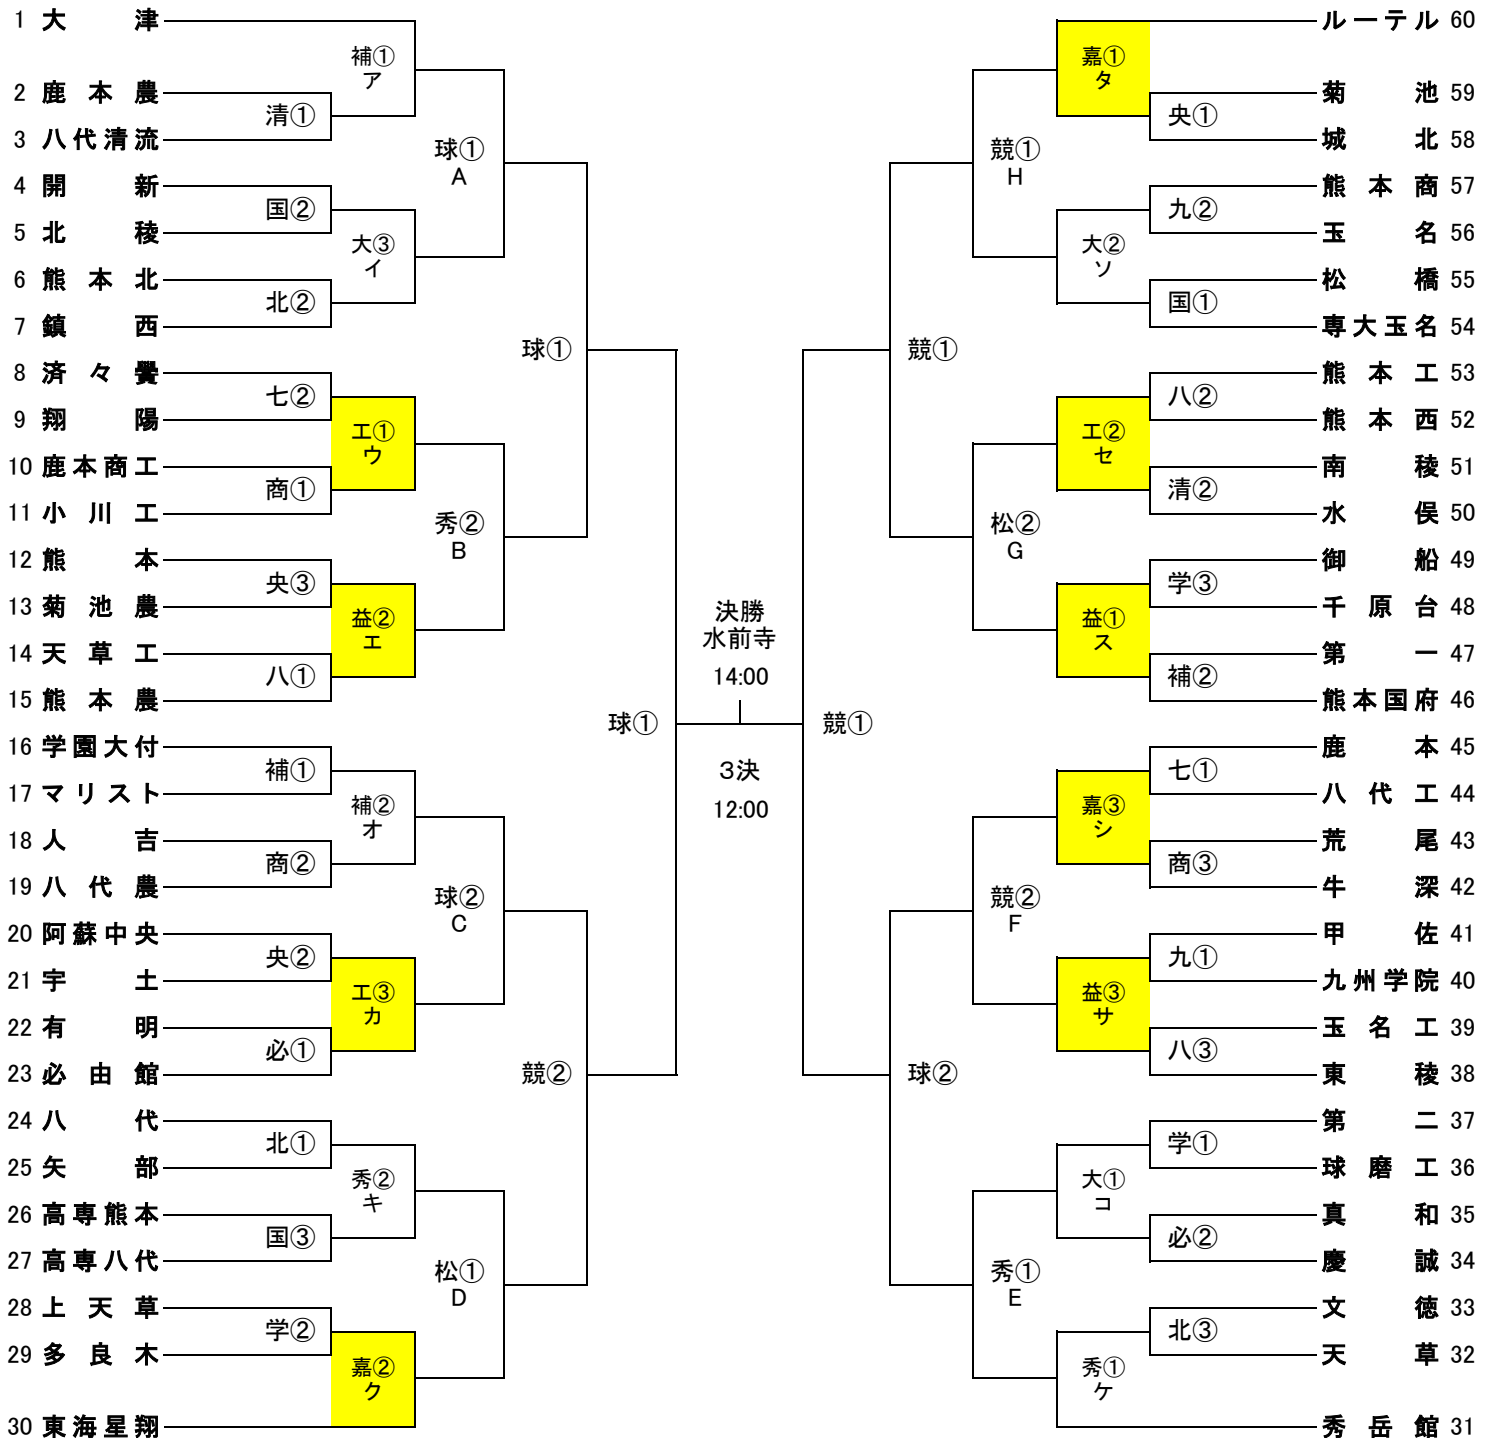 1 大津
2 鹿本農
3 八代清流
4 開新
5 北稜
6 熊本北
7 鎮西
8 済々黌
9 翔陽
10 鹿本商工
11 小川工
12 熊本
13 菊池農
14 天草工
15 熊本農
16 学園大付
17 マリスト
18 人吉
19 八代農
20 阿蘇中央
21 宇土
22 有明
23 必由館
24 八代
25 矢部
26 高専熊本
27 高専八代
28 上天草
29 多良木
30 東海星翔
清①
国②
北②
七②
商①
央③
八①
補①
商②
央②
必①
北①
国③
学②
補①
ア
大③
イ
工①
ウ
益②
エ
補②
オ
工③
カ
秀②
キ
嘉②
ク
球①
A
秀②
B
球②
C
松①
D
球①
競②
球①
決勝
水前寺
14:00
3決
12:00
競①
競①
球②
競①
H
松②
G
競②
F
秀①
E
嘉①
タ
大②
ソ
工②
セ
益①
ス
嘉③
シ
益③
サ
大①
コ
秀①
ケ
央①
九②
国①
八②
清②
学③
補②
七①
商③
九①
八③
学①
必②
北③
ルーテル 60
菊池 59
城北 58
熊本商 57
玉名 56
松橋 55
専大玉名 54
熊本工 53
熊本西 52
南稜 51
水俣 50
御船 49
千原台 48
第一 47
熊本国府 46
鹿本 45
八代工 44
荒尾 43
牛深 42
甲佐 41
九州学院 40
玉名工 39
東稜 38
第二 37
球磨工 36
真和 35
慶誠 34
文徳 33
天草 32
秀岳館 31